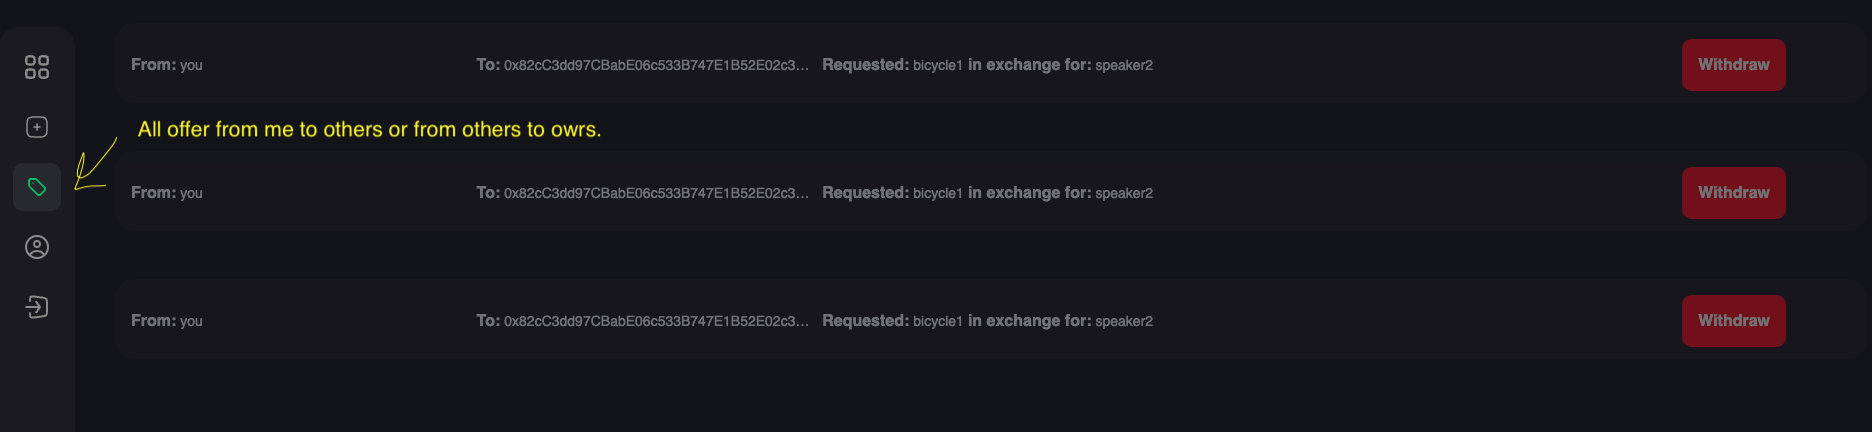 From: you To: 0x82cC3dd97CBabE06c533B747E1B52E02c3... Requested: bicycle1 in exchange for: speaker2 Withdraw
All offer from me to others or from others to owrs.
From: you To: 0x82cC3dd97CBabE06c533B747E1B52E02c3... Requested: bicycle1 in exchange for: speaker2 Withdraw
From: you To: 0x82cC3dd97CBabE06c533B747E1B52E02c3... Requested: bicycle1 in exchange for: speaker2 Withdraw